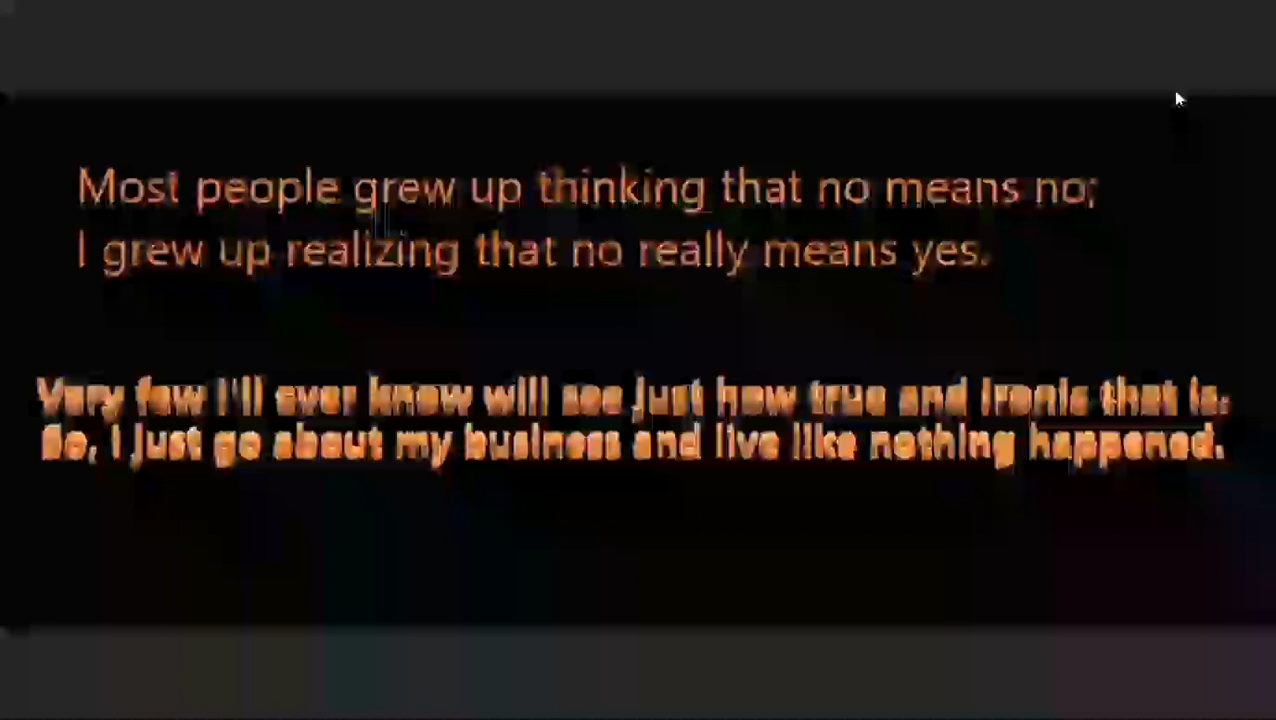 Most people grew up thinking that no means no;
I grew up realizing that no really means yes.
Very few I'll ever know will see just how true and ironic that is.
So, I just go about my business and live like nothing happened.